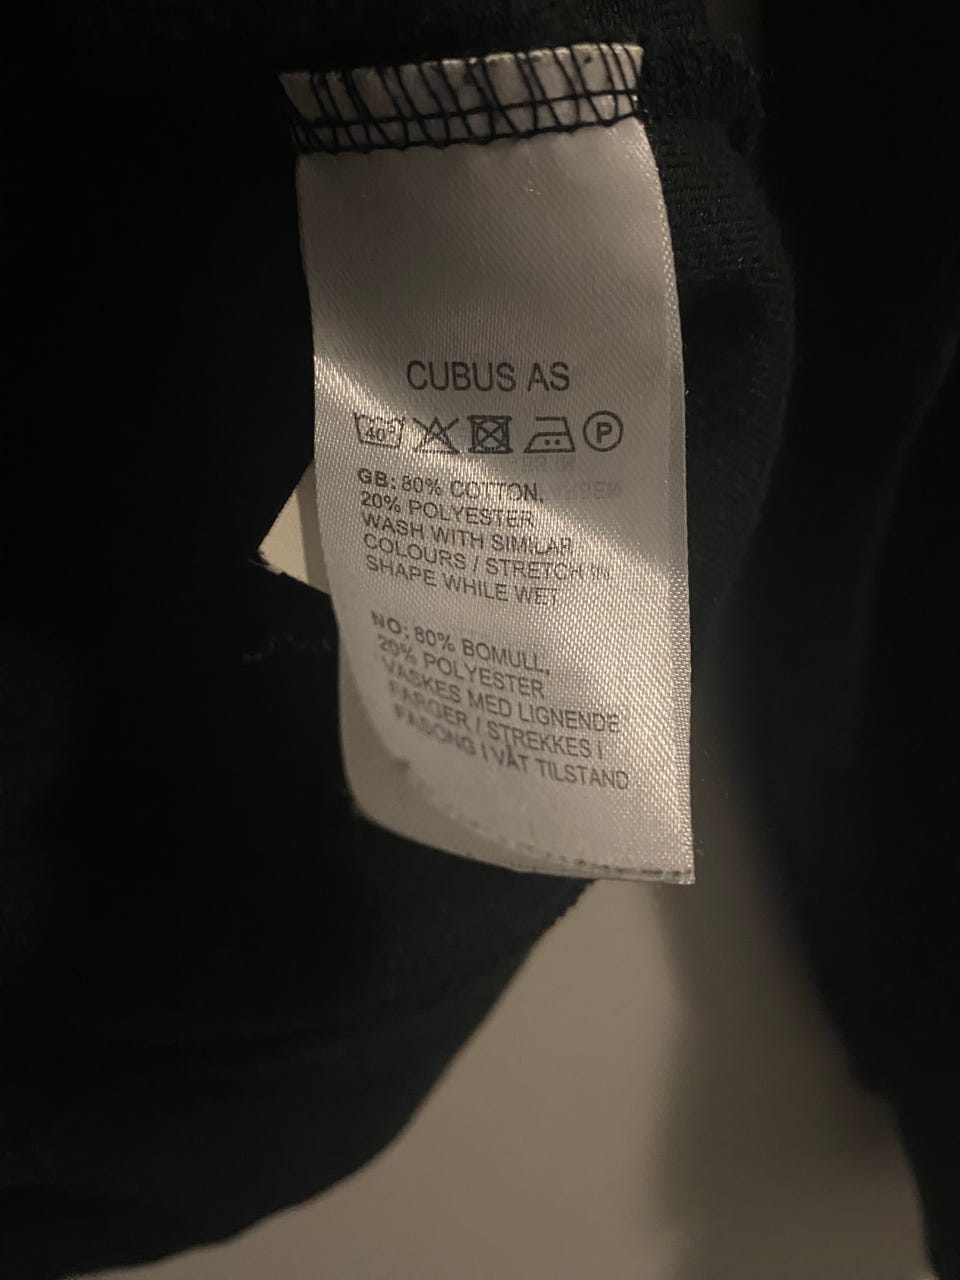 CUBUS AS
40° P
GB: 80% COTTON,
20% POLYESTER
WASH WITH SIMILAR
COLOURS / STRETCH IN
SHAPE WHILE WET
NO: 80% BOMULL,
20% POLYESTER
VASKES MED LIGNENDE
FARGER / STREKKES I
FASONG I VÅT TILSTAND